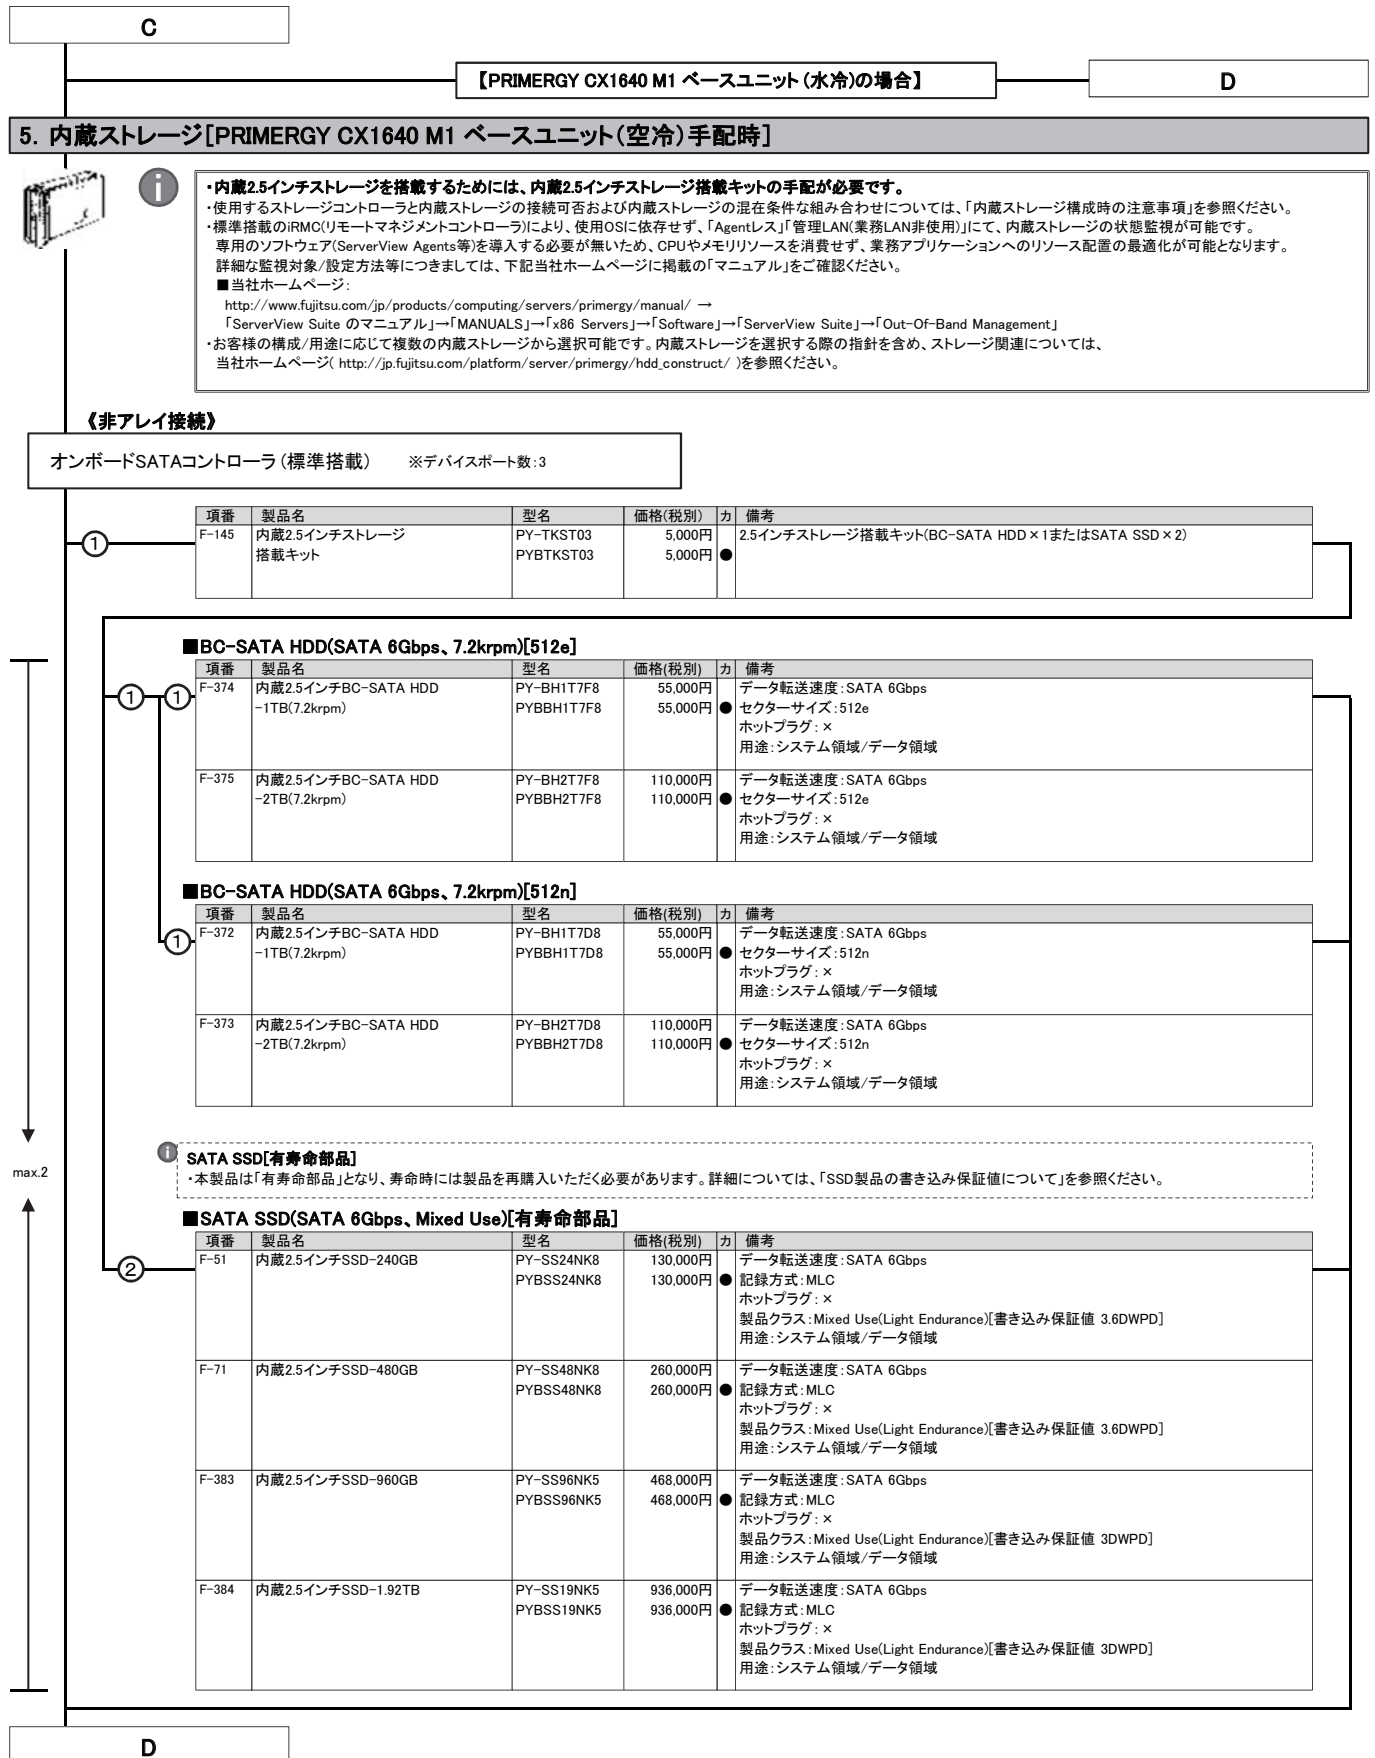 C
【PRIMERGY CX1640 M1 ベースユニット(水冷)の場合】
D
5. 内蔵ストレージ[PRIMERGY CX1640 M1 ベースユニット(空冷)手配時]
・内蔵2.5インチストレージを搭載するためには、内蔵2.5インチストレージ搭載キットの手配が必要です。
・使用するストレージコントローラと内蔵ストレージの接続可否および内蔵ストレージの混在条件な組み合わせについては、「内蔵ストレージ構成時の注意事項」を参照ください。
・標準搭載のiRMC(リモートマネジメントコントローラ)により、使用OSに依存せず、「Agentレス」「管理LAN(業務LAN非使用)」にて、内蔵ストレージの状態監視が可能です。
専用のソフトウェア(ServerView Agents等)を導入する必要が無いため、CPUやメモリリソースを消費せず、業務アプリケーションへのリソース配置の最適化が可能となります。
詳細な監視対象/設定方法等につきましては、下記当社ホームページに掲載の「マニュアル」をご確認ください。
■当社ホームページ:
http://www.fujitsu.com/jp/products/computing/servers/primergy/manual/ →
「ServerView Suite のマニュアル」→「MANUALS」→「x86 Servers」→「Software」→「ServerView Suite」→「Out-Of-Band Management」
・お客様の構成/用途に応じて複数の内蔵ストレージから選択可能です。内蔵ストレージを選択する際の指針を含め、ストレージ関連については、
当社ホームページ( http://jp.fujitsu.com/platform/server/primergy/hdd_construct/ )を参照ください。
《非アレイ接続》
オンボードSATAコントローラ(標準搭載) ※デバイスポート数:3
項番 製品名 型名 価格(税別) カ 備考
① F-145 内蔵2.5インチストレージ PY-TKST03 5,000円 2.5インチストレージ搭載キット(BC-SATA HDD×1またはSATA SSD×2)
搭載キット PYBTKST03 5,000円 ●
■BC-SATA HDD(SATA 6Gbps、7.2krpm)[512e]
項番 製品名 型名 価格(税別) カ 備考
① ① F-374 内蔵2.5インチBC-SATA HDD PY-BH1T7F8 55,000円 データ転送速度:SATA 6Gbps
-1TB(7.2krpm) PYBBH1T7F8 55,000円 ● セクターサイズ:512e
ホットプラグ:×
用途:システム領域/データ領域
F-375 内蔵2.5インチBC-SATA HDD PY-BH2T7F8 110,000円 データ転送速度:SATA 6Gbps
-2TB(7.2krpm) PYBBH2T7F8 110,000円 ● セクターサイズ:512e
ホットプラグ:×
用途:システム領域/データ領域
■BC-SATA HDD(SATA 6Gbps、7.2krpm)[512n]
項番 製品名 型名 価格(税別) カ 備考
① F-372 内蔵2.5インチBC-SATA HDD PY-BH1T7D8 55,000円 データ転送速度:SATA 6Gbps
-1TB(7.2krpm) PYBBH1T7D8 55,000円 ● セクターサイズ:512n
ホットプラグ:×
用途:システム領域/データ領域
F-373 内蔵2.5インチBC-SATA HDD PY-BH2T7D8 110,000円 データ転送速度:SATA 6Gbps
-2TB(7.2krpm) PYBBH2T7D8 110,000円 ● セクターサイズ:512n
ホットプラグ:×
用途:システム領域/データ領域
max.2
SATA SSD[有寿命部品]
・本製品は「有寿命部品」となり、寿命時には製品を再購入いただく必要があります。詳細については、「SSD製品の書き込み保証値について」を参照ください。
■SATA SSD(SATA 6Gbps、Mixed Use)[有寿命部品]
項番 製品名 型名 価格(税別) カ 備考
② F-51 内蔵2.5インチSSD-240GB PY-SS24NK8 130,000円 データ転送速度:SATA 6Gbps
PYBSS24NK8 130,000円 ● 記録方式:MLC
ホットプラグ:×
製品クラス:Mixed Use(Light Endurance)[書き込み保証値 3.6DWPD]
用途:システム領域/データ領域
F-71 内蔵2.5インチSSD-480GB PY-SS48NK8 260,000円 データ転送速度:SATA 6Gbps
PYBSS48NK8 260,000円 ● 記録方式:MLC
ホットプラグ:×
製品クラス:Mixed Use(Light Endurance)[書き込み保証値 3.6DWPD]
用途:システム領域/データ領域
F-383 内蔵2.5インチSSD-960GB PY-SS96NK5 468,000円 データ転送速度:SATA 6Gbps
PYBSS96NK5 468,000円 ● 記録方式:MLC
ホットプラグ:×
製品クラス:Mixed Use(Light Endurance)[書き込み保証値 3DWPD]
用途:システム領域/データ領域
F-384 内蔵2.5インチSSD-1.92TB PY-SS19NK5 936,000円 データ転送速度:SATA 6Gbps
PYBSS19NK5 936,000円 ● 記録方式:MLC
ホットプラグ:×
製品クラス:Mixed Use(Light Endurance)[書き込み保証値 3DWPD]
用途:システム領域/データ領域
D